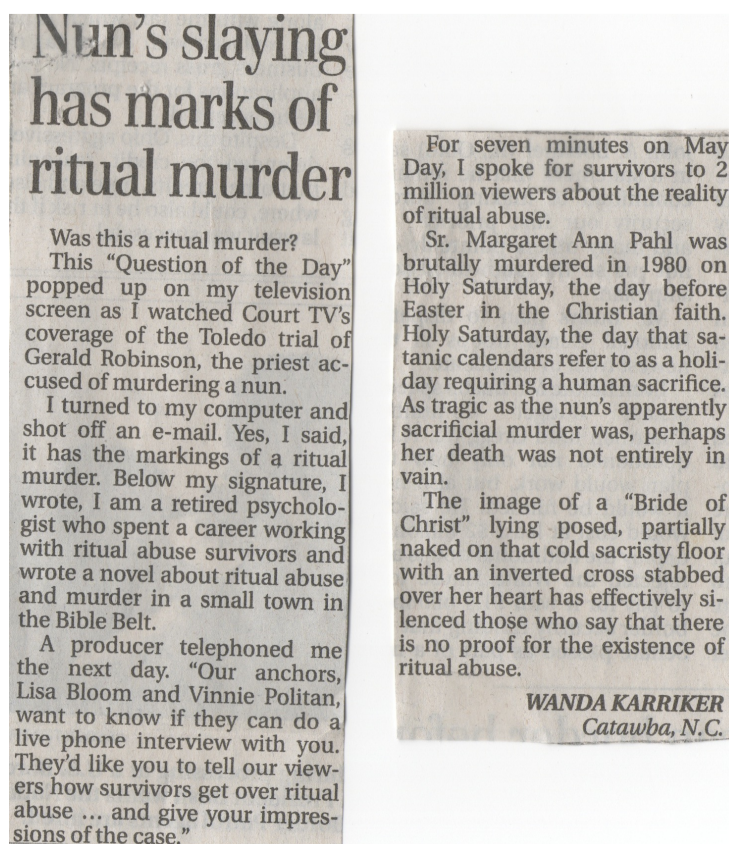 Nun's slaying
has marks of
ritual murder
Was this a ritual murder?
This “Question of the Day”
popped up on my television
screen as I watched Court TV's
coverage of the Toledo trial of
Gerald Robinson, the priest ac-
cused of murdering a nun.
I turned to my computer and
shot off an e-mail. Yes, I said,
it has the markings of a ritual
murder. Below my signature, I
wrote, I am a retired psycholo-
gist who spent a career working
with ritual abuse survivors and
wrote a novel about ritual abuse
and murder in a small town in
the Bible Belt.
A producer telephoned me
the next day. “Our anchors,
Lisa Bloom and Vinnie Politan,
want to know if they can do a
live phone interview with you.
They'd like you to tell our view-
ers how survivors get over ritual
abuse ... and give your impres-
sions of the case.”
For seven minutes on May
Day, I spoke for survivors to 2
million viewers about the reality
of ritual abuse.
Sr. Margaret Ann Pahl was
brutally murdered in 1980 on
Holy Saturday, the day before
Easter in the Christian faith.
Holy Saturday, the day that sa-
tanic calendars refer to as a holi-
day requiring a human sacrifice.
As tragic as the nun's apparently
sacrificial murder was, perhaps
her death was not entirely in
vain.
The image of a “Bride of
Christ” lying posed, partially
naked on that cold sacristy floor
with an inverted cross stabbed
over her heart has effectively si-
lenced those who say that there
is no proof for the existence of
ritual abuse.
WANDA KARRIKER
Catawba, N.C.